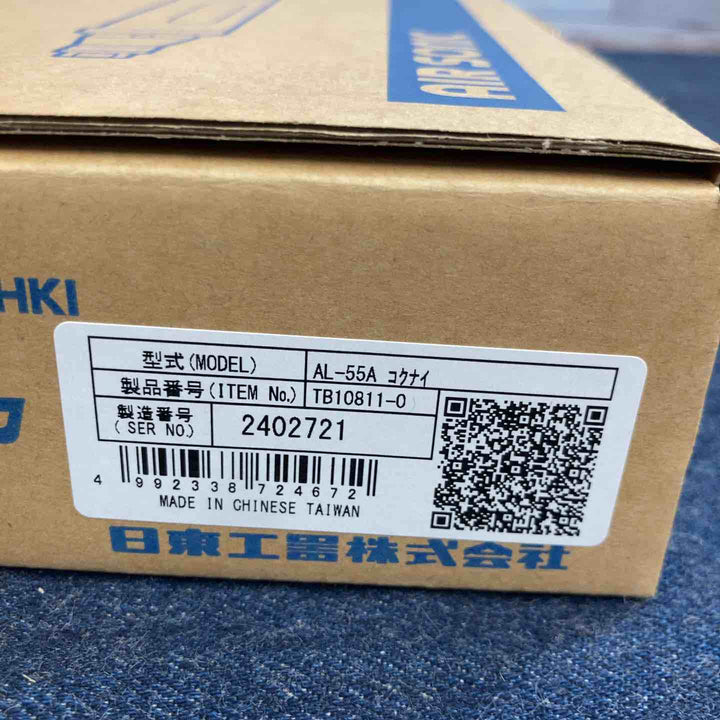 AIRSONIC
HKI
型式(MODEL) AL-55A コクナイ
製品番号(ITEM No.) TB10811-0
製造番号
(SER NO.) 2402721
4 992338 724672
MADE IN CHINESE TAIWAN
日東工器株式会社